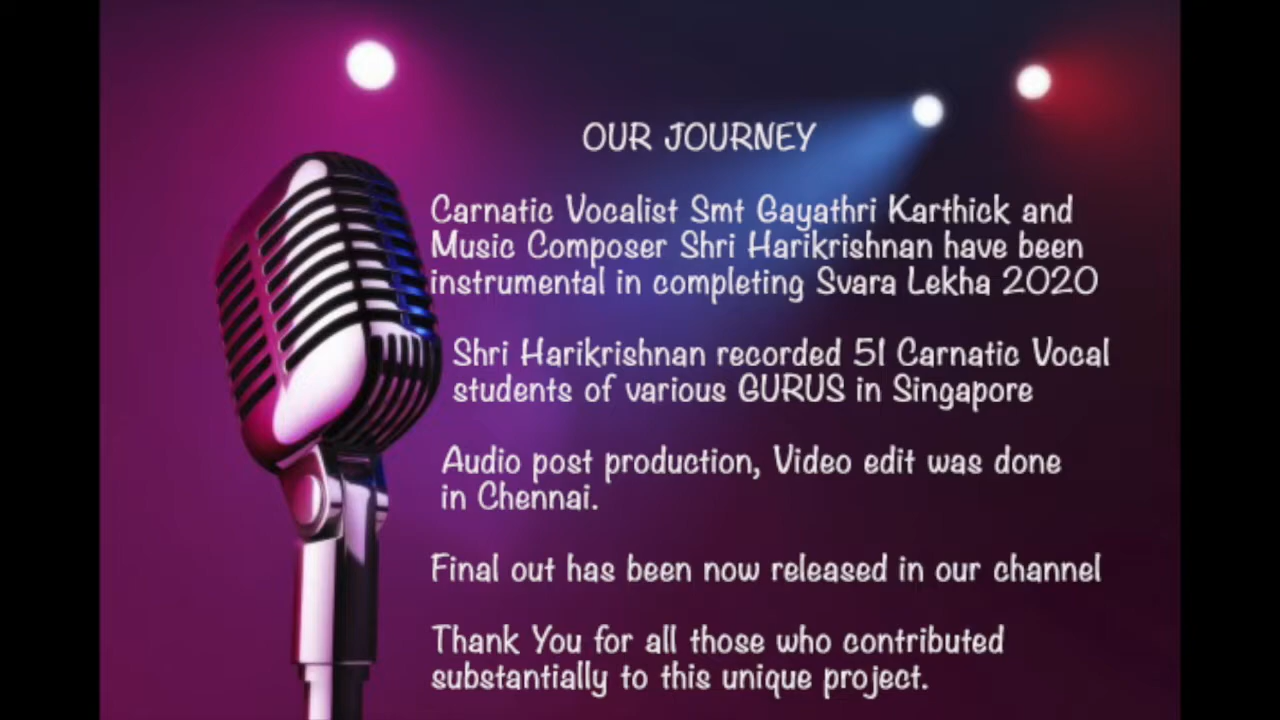 OUR JOURNEY
Carnatic Vocalist Smt Gayathri Karthick and
Music Composer Shri Harikrishnan have been
instrumental in completing Svara Lekha 2020
Shri Harikrishnan recorded 51 Carnatic Vocal
students of various GURUS in Singapore
Audio post production, Video edit was done
in Chennai.
Final out has been now released in our channel
Thank You for all those who contributed
substantially to this unique project.